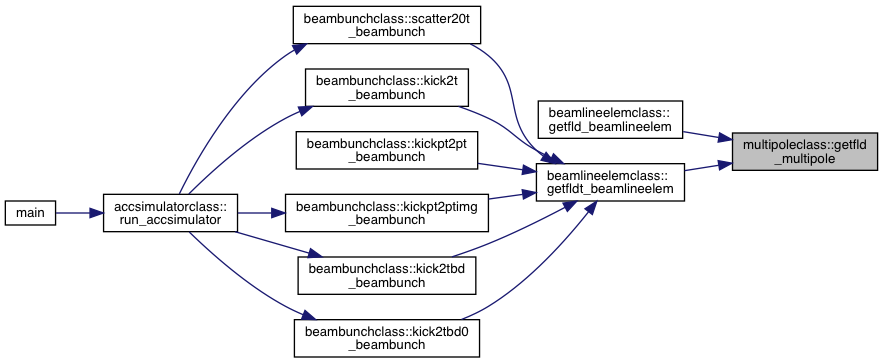 beambunchclass::scatter20t
_beambunch
beambunchclass::kick2t
_beambunch
beamlineelemclass::
getfld_beamlineelem
multipoleclass::getfld
_multipole
beambunchclass::kickpt2pt
_beambunch
beamlineelemclass::
getfldt_beamlineelem
main
accsimulatorclass::
run_accsimulator
beambunchclass::kickpt2ptimg
_beambunch
beambunchclass::kick2tbd
_beambunch
beambunchclass::kick2tbd0
_beambunch